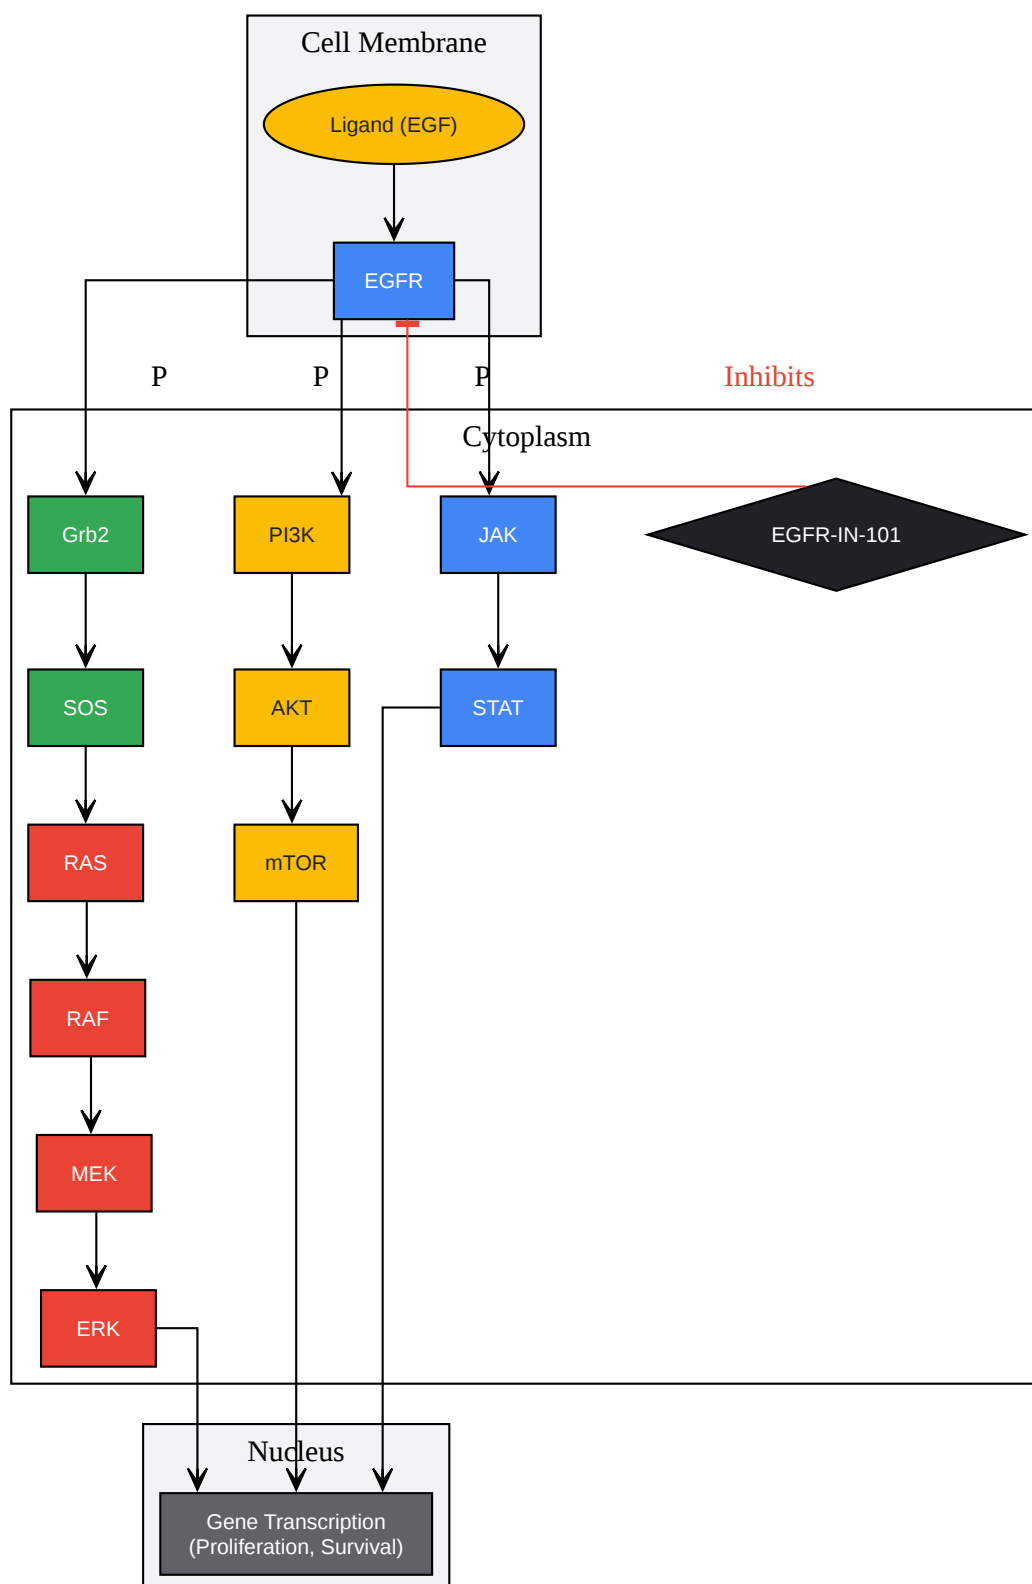 Cell Membrane
Ligand (EGF)
EGFR
P
P
P
Inhibits
Cytoplasm
Grb2
PI3K
JAK
EGFR-IN-101
SOS
AKT
STAT
RAS
mTOR
RAF
MEK
ERK
Nucleus
Gene Transcription
(Proliferation, Survival)